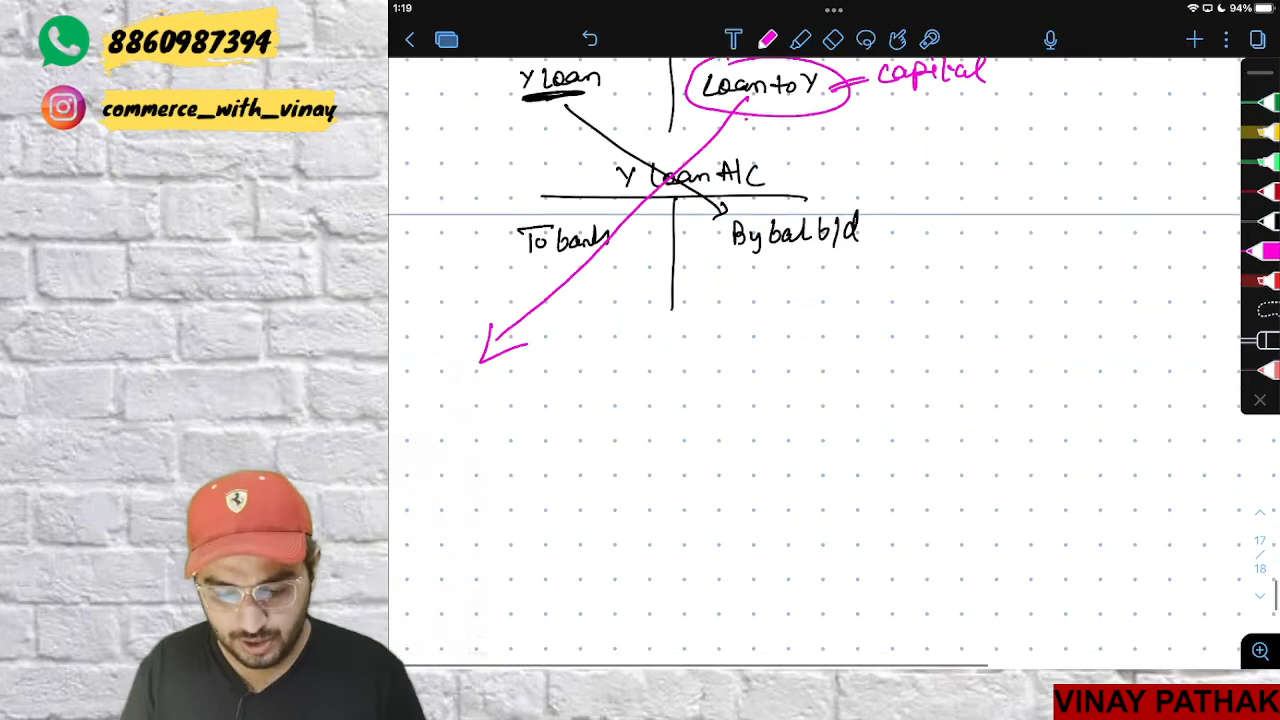 1:19
94%
8860987394
commerce_with_vinay
T
Y Loan
Loan to Y
capital
Y Loan A/C
To bank
By bal b/d
17
/
18
VINAY PATHAK